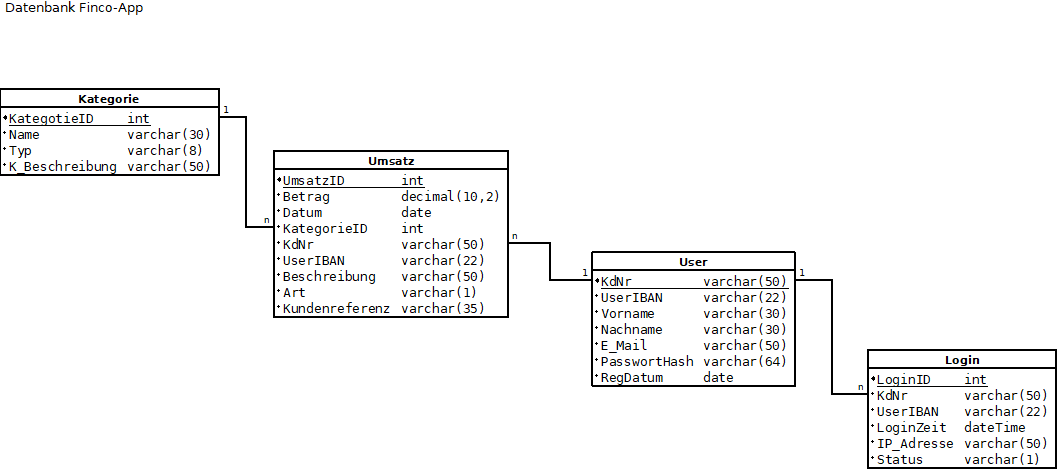 Datenbank Finco-App
Kategorie
KategotieID int
Name varchar(30)
Typ varchar(8)
K_Beschreibung varchar(50)
1
n
Umsatz
UmsatzID int
Betrag decimal(10,2)
Datum date
KategorieID int
KdNr varchar(50)
UserIBAN varchar(22)
Beschreibung varchar(50)
Art varchar(1)
Kundenreferenz varchar(35)
n
1
User
KdNr varchar(50)
UserIBAN varchar(22)
Vorname varchar(30)
Nachname varchar(30)
E_Mail varchar(50)
PasswortHash varchar(64)
RegDatum date
1
n
Login
LoginID int
KdNr varchar(50)
UserIBAN varchar(22)
LoginZeit dateTime
IP_Adresse varchar(50)
Status varchar(1)